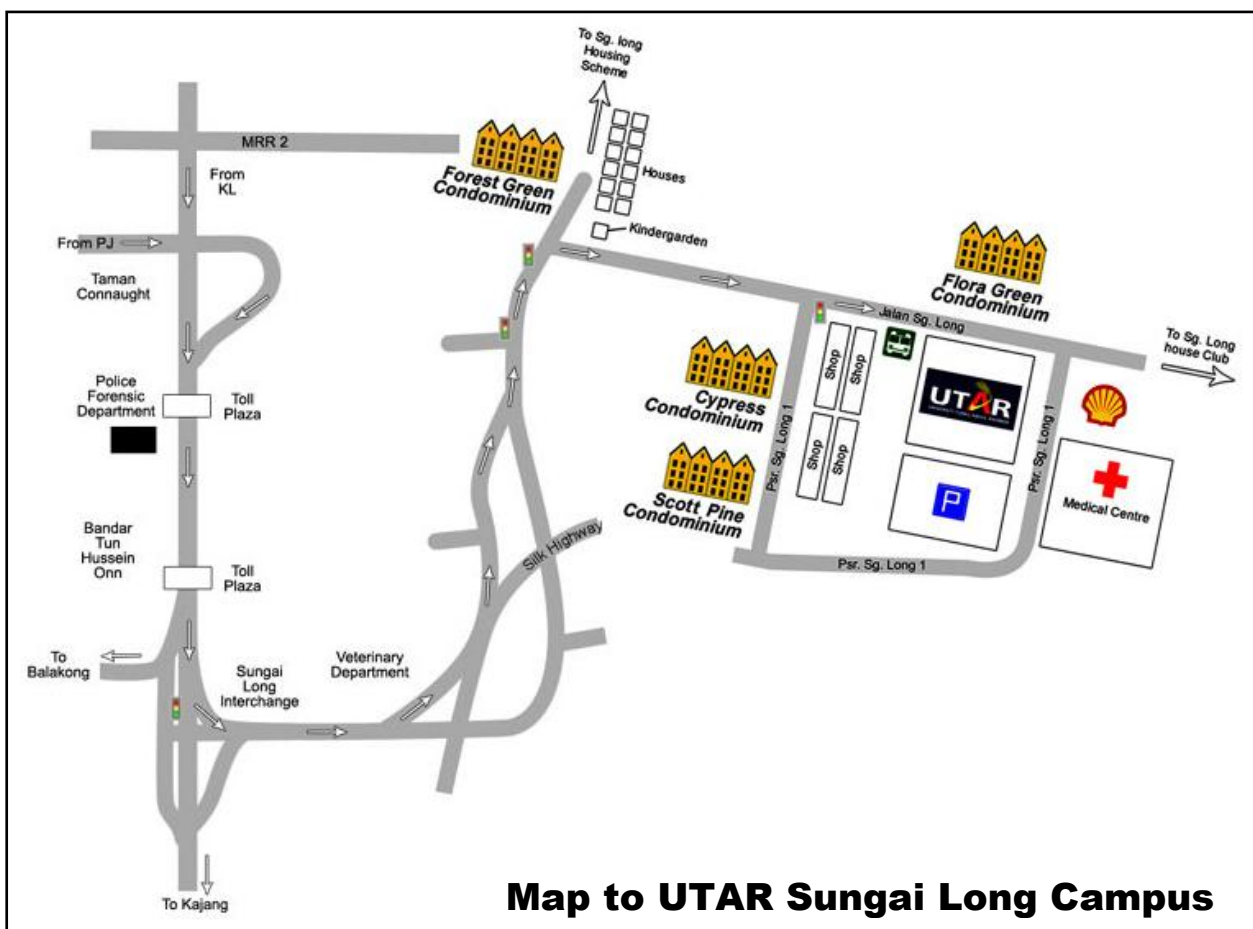 To Sg. long
Housing
Scheme
MRR 2
From
KL
Forest Green
Condominium
Houses
Kindergarden
From PJ
Taman
Connaught
Flora Green
Condominium
Jalan Sg. Long
To Sg. Long
house Club
Police
Forensic
Department
Toll
Plaza
Cypress
Condominium
Psr. Sg. Long 1
Shop
Shop
Shop
Shop
UTAR
Psr. Sg. Long 1
P
Medical Centre
Scott Pine
Condominium
Psr. Sg. Long 1
Bandar
Tun
Hussein
Onn
Toll
Plaza
Silk Highway
To
Balakong
Sungai
Long
Interchange
Veterinary
Department
To Kajang
Map to UTAR Sungai Long Campus